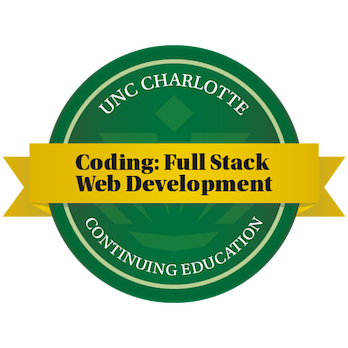 UNC CHARLOTTE
Coding: Full Stack
Web Development
CONTINUING EDUCATION